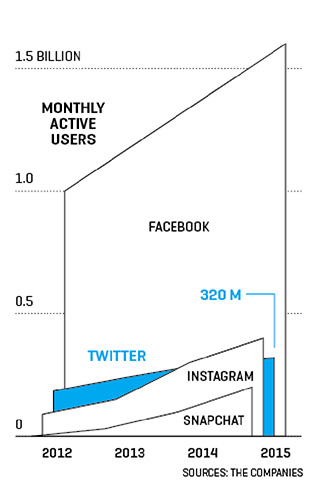 1.5 BILLION
MONTHLY
ACTIVE
USERS
1.0
FACEBOOK
0.5
320 M
TWITTER
INSTAGRAM
SNAPCHAT
0
2012 2013 2014 2015
SOURCES: THE COMPANIES